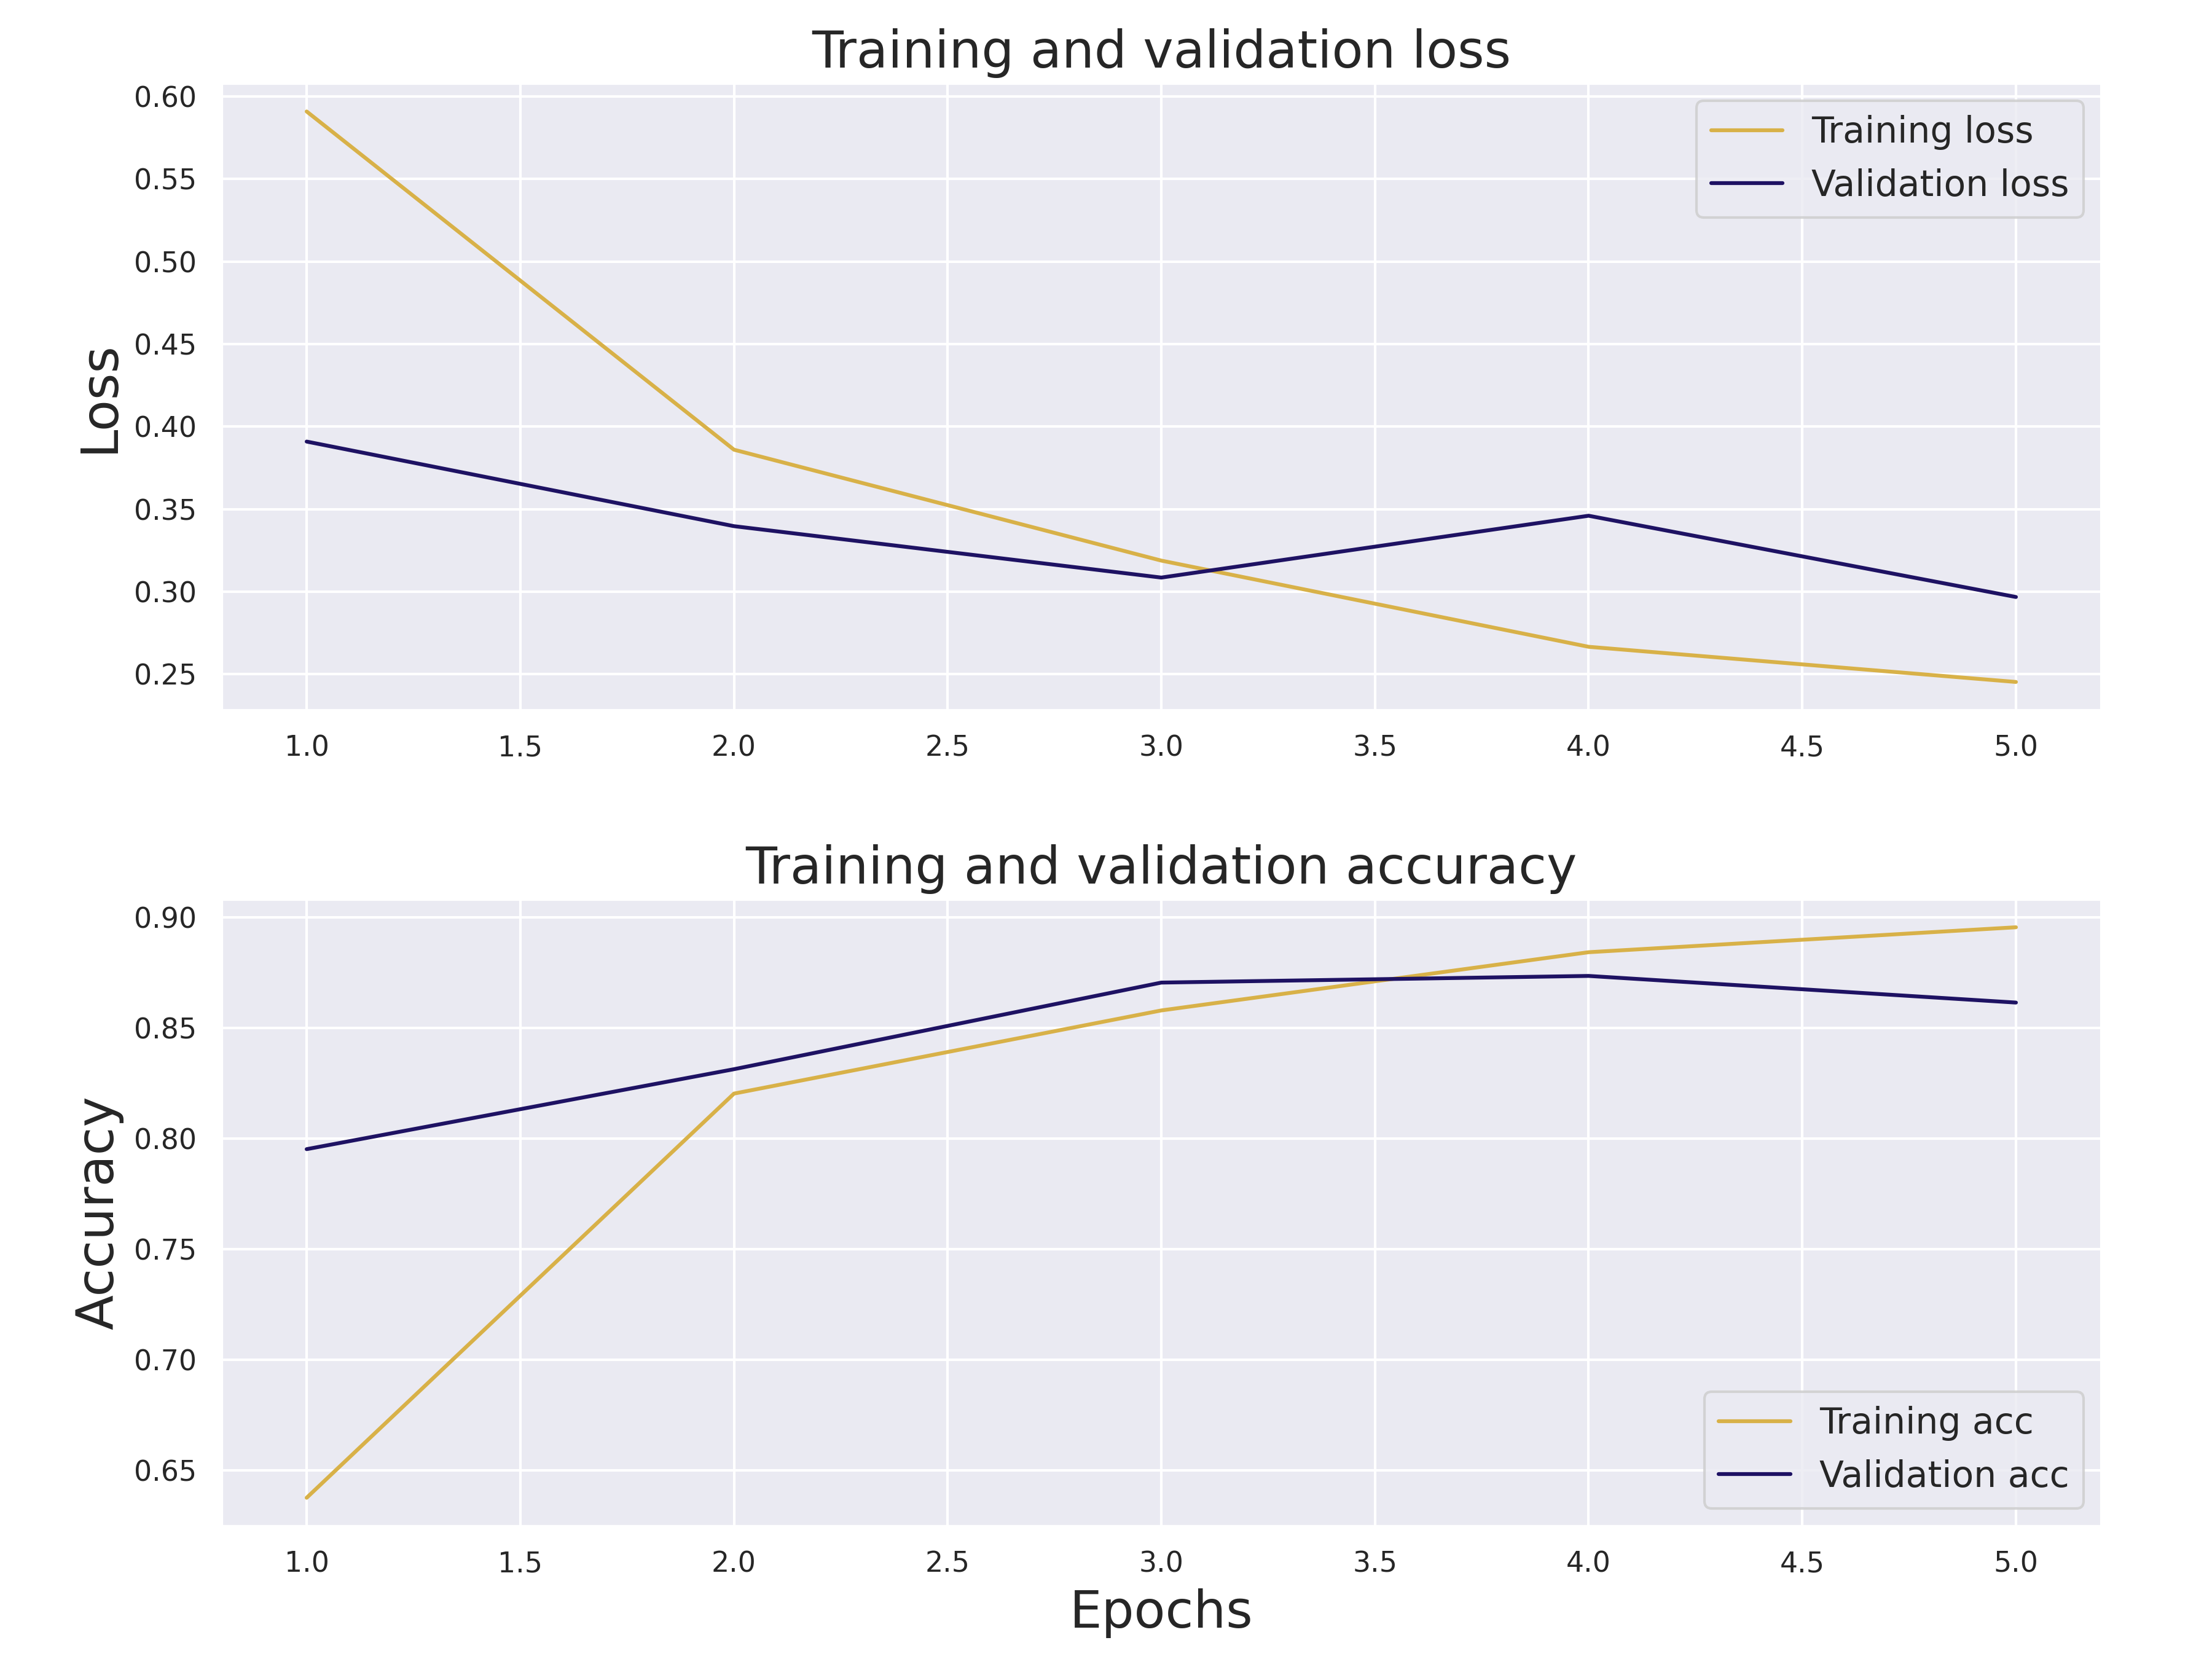 Training and validation loss
0.60
0.55
0.50
0.45
0.40
0.35
0.30
0.25
Loss
Training loss
Validation loss
1.0 1.5 2.0 2.5 3.0 3.5 4.0 4.5 5.0
Training and validation accuracy
0.90
0.85
0.80
0.75
0.70
0.65
Accuracy
Training acc
Validation acc
1.0 1.5 2.0 2.5 3.0 3.5 4.0 4.5 5.0
Epochs